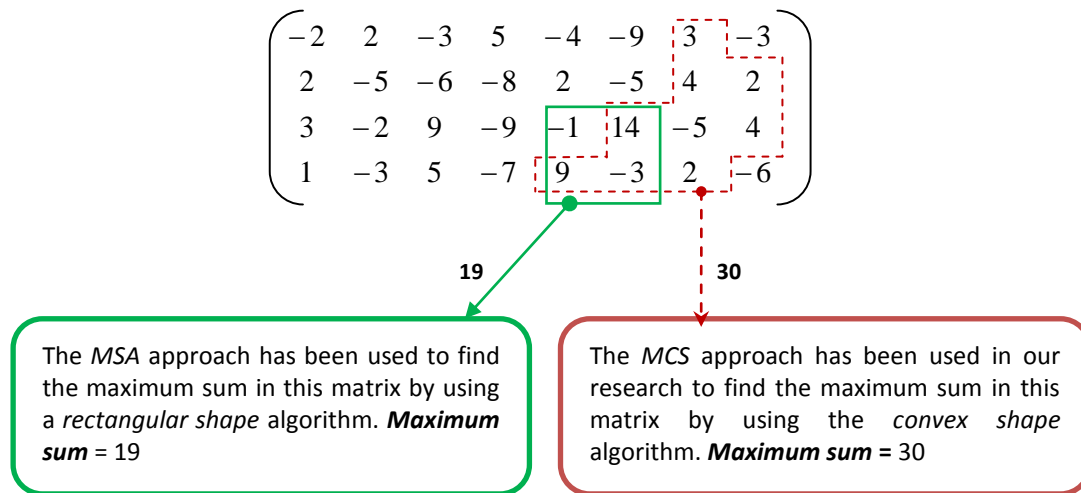 −2 2 −3 5 −4 −9 3 −3
2 −5 −6 −8 2 −5 4 2
3 −2 9 −9 −1 14 −5 4
1 −3 5 −7 9 −3 2 −6
19
30
The MSA approach has been used to find
the maximum sum in this matrix by using
a rectangular shape algorithm. Maximum
sum = 19
The MCS approach has been used in our
research to find the maximum sum in this
matrix by using the convex shape
algorithm. Maximum sum = 30